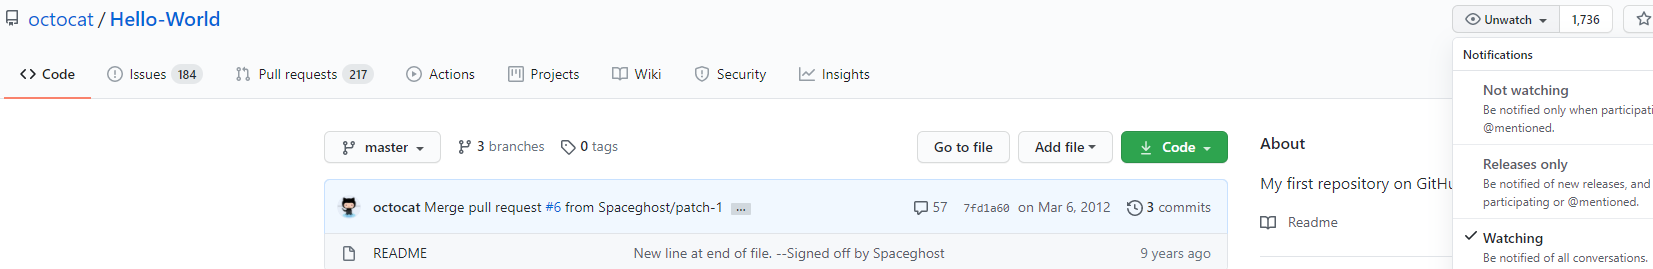 octocat / Hello-World
Unwatch 1,736
Code Issues 184 Pull requests 217 Actions Projects Wiki Security Insights
Notifications
Not watching
Be notified only when participati
@mentioned.
Releases only
Be notified of new releases, and
participating or @mentioned.
Watching
Be notified of all conversations.
master 3 branches 0 tags Go to file Add file Code
octocat Merge pull request #6 from Spaceghost/patch-1 ... 57 7fd1a60 on Mar 6, 2012 3 commits
README New line at end of file. --Signed off by Spaceghost 9 years ago
About
My first repository on GitHu
Readme